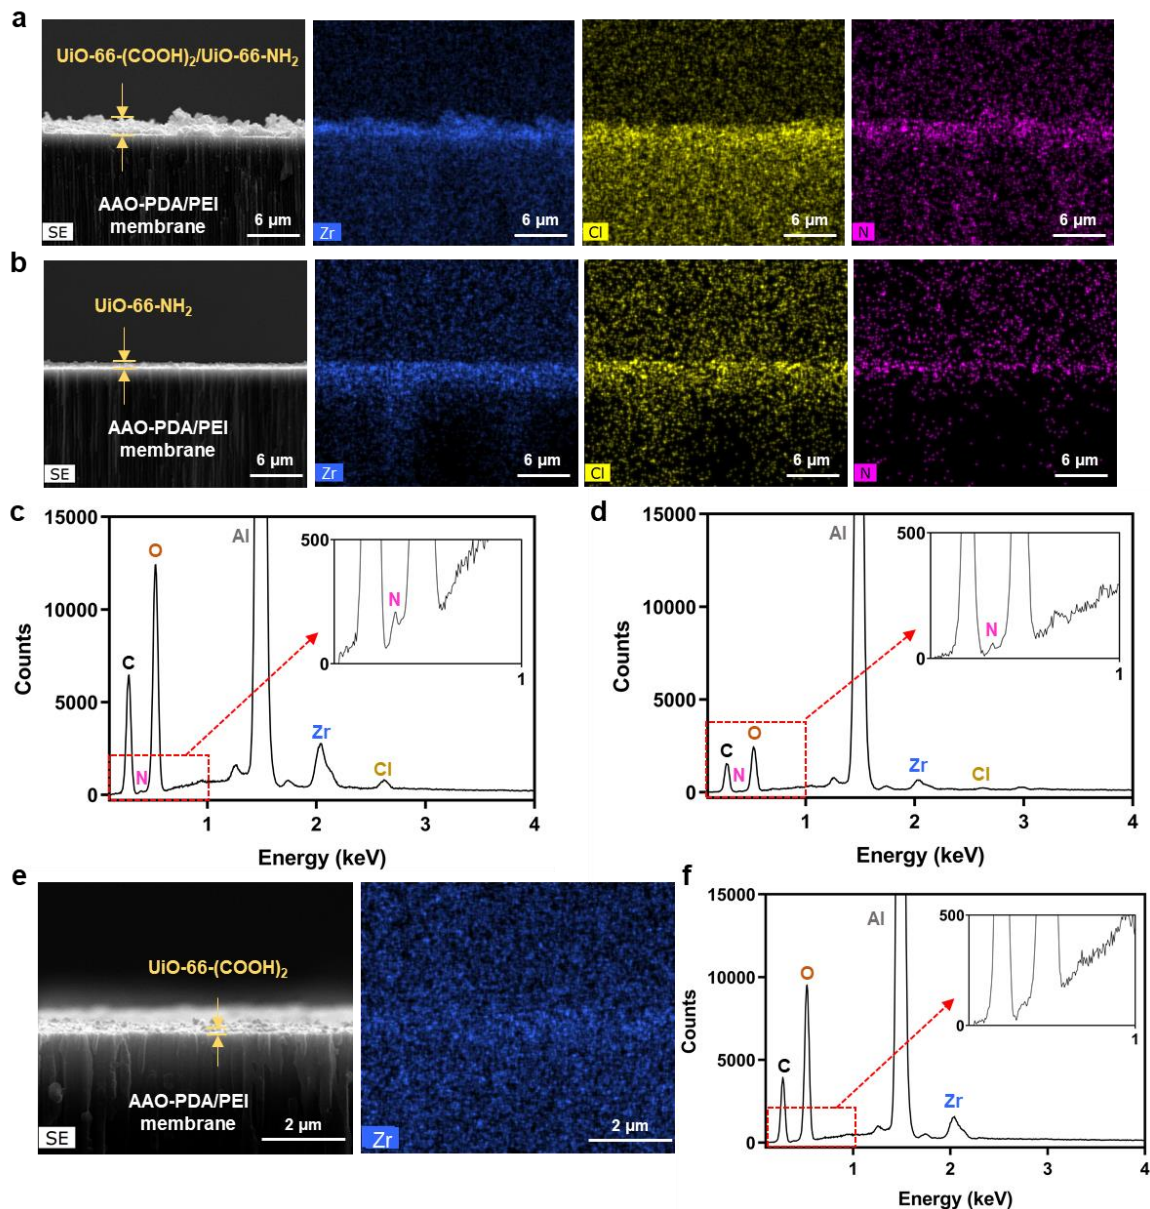 a
UiO-66-(COOH)₂/UiO-66-NH₂
AAO-PDA/PEI
membrane
6 µm
SE
6 µm
Zr
6 µm
Cl
6 µm
N
b
UiO-66-NH₂
AAO-PDA/PEI
membrane
6 µm
SE
6 µm
Zr
6 µm
Cl
6 µm
N
c
15000
10000
5000
0
Counts
C
N
O
Al
Zr
Cl
500
0
N
1
1
2
3
4
Energy (keV)
d
15000
10000
5000
0
Counts
C
N
O
Al
Zr
Cl
500
0
N
1
1
2
3
4
Energy (keV)
e
UiO-66-(COOH)₂
AAO-PDA/PEI
membrane
2 µm
SE
2 µm
Zr
f
15000
10000
5000
0
Counts
C
O
Al
Zr
500
0
1
1
2
3
4
Energy (keV)